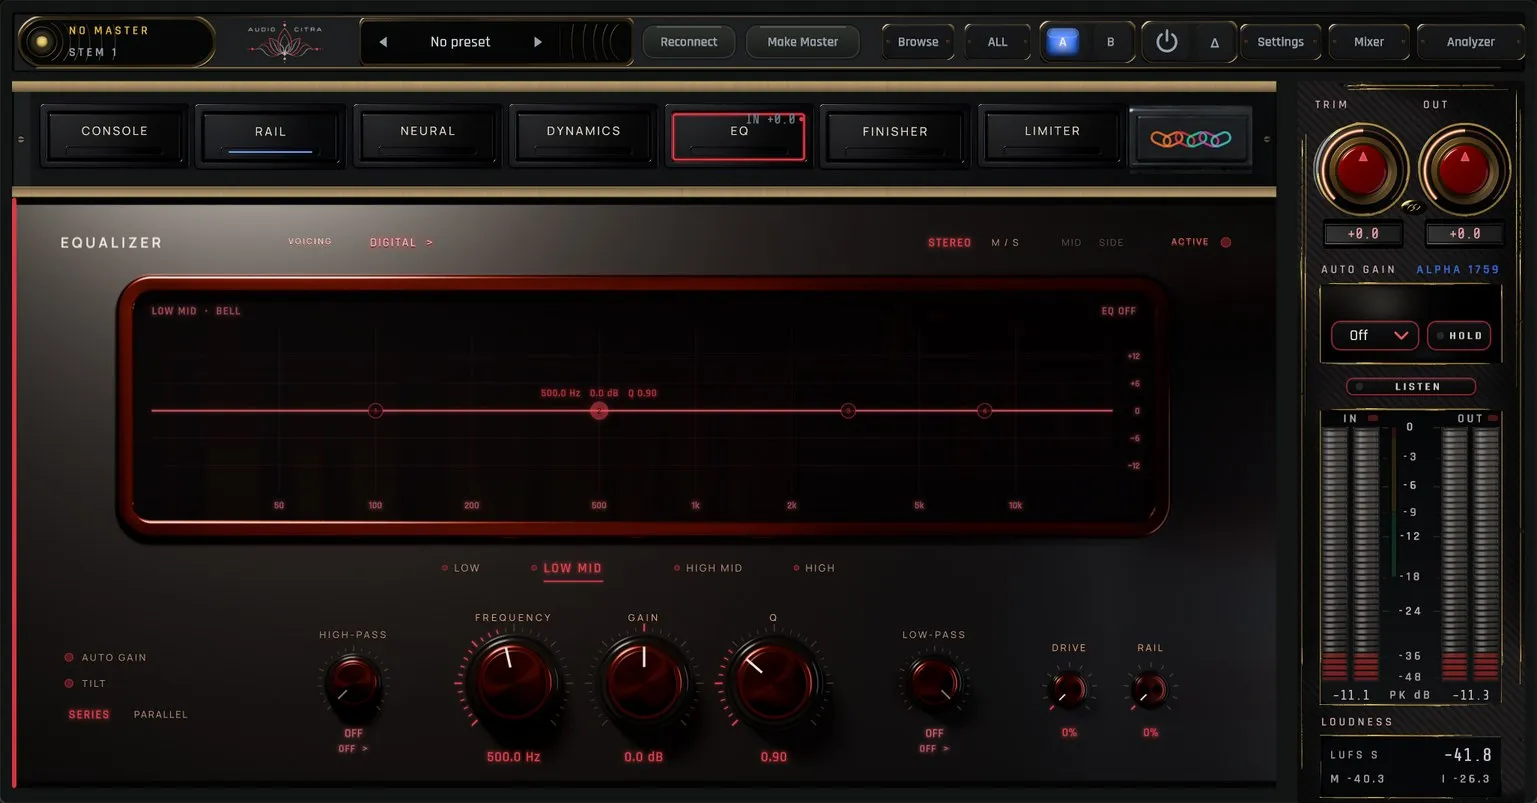 NO MASTER
STEM 1
AUDIO CITRA
No preset
Reconnect
Make Master
Browse
ALL
A
B
Δ
Settings
Mixer
Analyzer
CONSOLE
RAIL
NEURAL
DYNAMICS
IN +0.0
EQ
FINISHER
LIMITER
TRIM
OUT
+0.0
+0.0
AUTO GAIN
ALPHA 1759
Off
HOLD
LISTEN
IN
OUT
0
-3
-6
-9
-12
-18
-24
-36
-48
-11.1
PK dB
-11.3
LOUDNESS
LUFS S
-41.8
M -40.3
I -26.3
EQUALIZER
VOICING
DIGITAL >
STEREO
M / S
MID
SIDE
ACTIVE
LOW MID · BELL
EQ OFF
500.0 Hz 0.0 dB Q 0.90
1
2
3
4
+12
+6
0
-6
-12
50
100
200
500
1k
2k
5k
10k
LOW
LOW MID
HIGH MID
HIGH
AUTO GAIN
TILT
SERIES
PARALLEL
HIGH-PASS
OFF
OFF >
FREQUENCY
500.0 Hz
GAIN
0.0 dB
Q
0.90
LOW-PASS
OFF
OFF >
DRIVE
0%
RAIL
0%